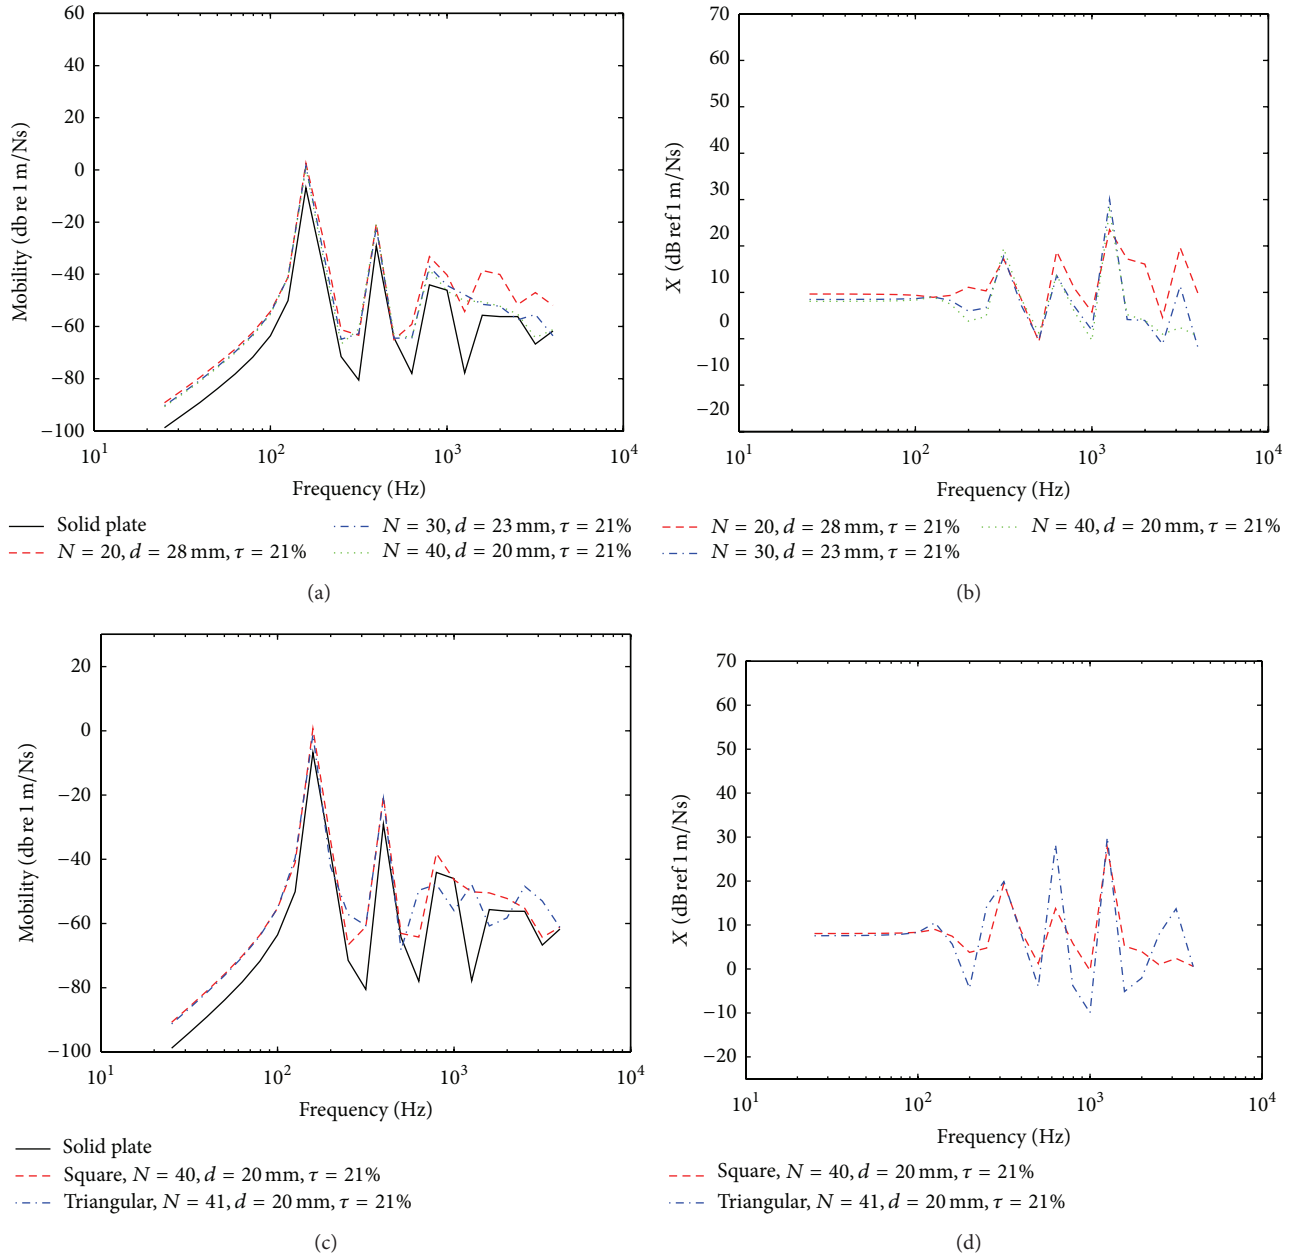 60
40
20
0
−20
−40
−60
−80
−100
Mobility (db re 1 m/Ns)
10¹
10²
10³
10⁴
Frequency (Hz)
Solid plate
N = 20, d = 28 mm, τ = 21%
N = 30, d = 23 mm, τ = 21%
N = 40, d = 20 mm, τ = 21%
(a)
70
60
50
40
30
20
10
0
−10
−20
X (dB ref 1 m/Ns)
10¹
10²
10³
10⁴
Frequency (Hz)
N = 20, d = 28 mm, τ = 21%
N = 30, d = 23 mm, τ = 21%
N = 40, d = 20 mm, τ = 21%
(b)
20
0
−20
−40
−60
−80
−100
Mobility (db re 1 m/Ns)
10¹
10²
10³
10⁴
Frequency (Hz)
Solid plate
Square, N = 40, d = 20 mm, τ = 21%
Triangular, N = 41, d = 20 mm, τ = 21%
(c)
70
60
50
40
30
20
10
0
−10
−20
X (dB ref 1 m/Ns)
10¹
10²
10³
10⁴
Frequency (Hz)
Square, N = 40, d = 20 mm, τ = 21%
Triangular, N = 41, d = 20 mm, τ = 21%
(d)